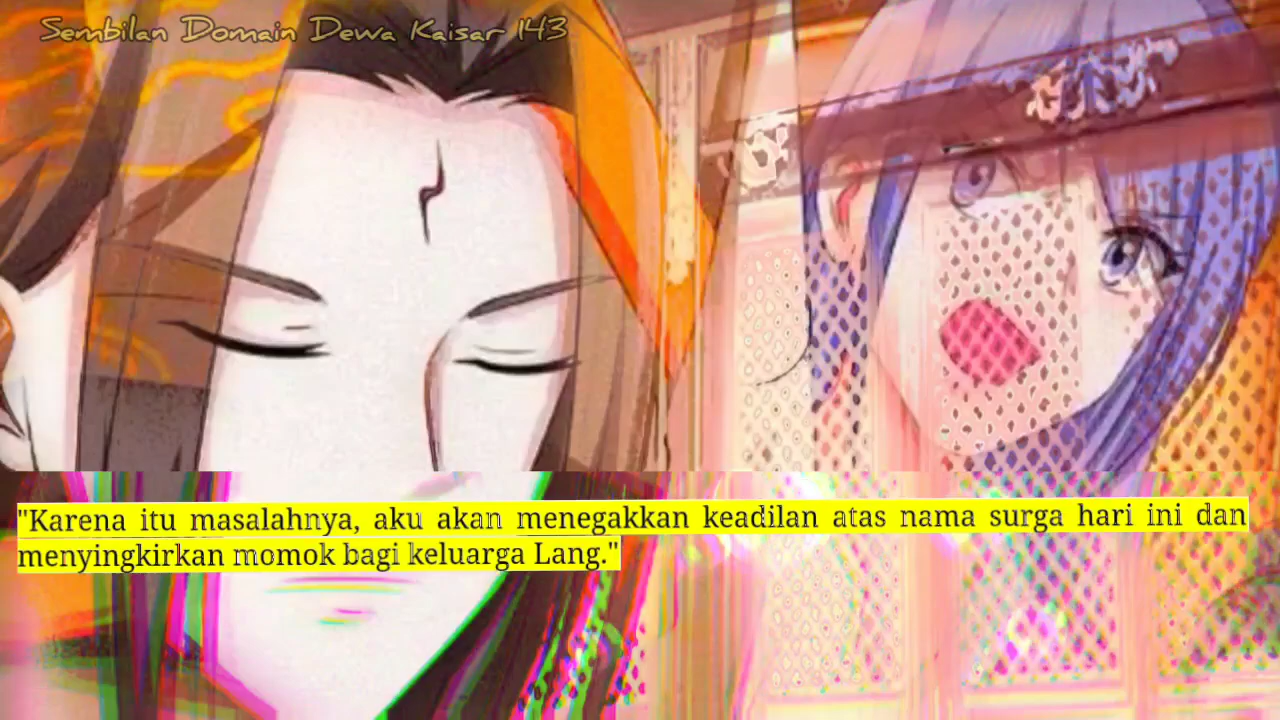 Sembilan Domain Dewa Kaisar 143
"Karena itu masalahnya, aku akan menegakkan keadilan atas nama surga hari ini dan
menyingkirkan momok bagi keluarga Lang."